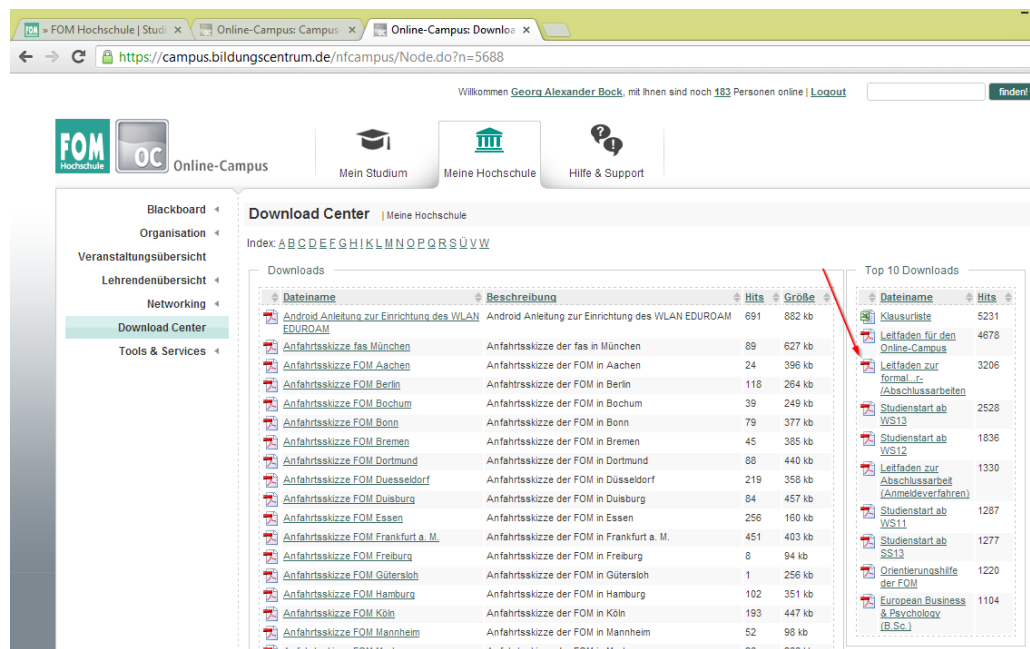 » FOM Hochschule | Studi
Online-Campus: Campus-
Online-Campus: Downloa
https://campus.bildungscentrum.de/nfcampus/Node.do?n=5688
Willkommen Georg Alexander Bock, mit Ihnen sind noch 183 Personen online | Logout
finden!
FOM
Hochschule
OC
Online-Campus
Mein Studium
Meine Hochschule
Hilfe & Support
Blackboard
Organisation
Veranstaltungsübersicht
Lehrendenübersicht
Networking
Download Center
Tools & Services
Download Center | Meine Hochschule
Index: A B C D E F G H I K L M N O P Q R S Ü V W
Downloads
Dateiname Beschreibung Hits Größe
Android Anleitung zur Einrichtung des WLAN Android Anleitung zur Einrichtung des WLAN EDUROAM 691 882 kb
EDUROAM
Anfahrtsskizze fas München Anfahrtsskizze der fas in München 89 627 kb
Anfahrtsskizze FOM Aachen Anfahrtsskizze der FOM in Aachen 24 396 kb
Anfahrtsskizze FOM Berlin Anfahrtsskizze der FOM in Berlin 118 264 kb
Anfahrtsskizze FOM Bochum Anfahrtsskizze der FOM in Bochum 39 249 kb
Anfahrtsskizze FOM Bonn Anfahrtsskizze der FOM in Bonn 79 377 kb
Anfahrtsskizze FOM Bremen Anfahrtsskizze der FOM in Bremen 45 385 kb
Anfahrtsskizze FOM Dortmund Anfahrtsskizze der FOM in Dortmund 88 440 kb
Anfahrtsskizze FOM Duesseldorf Anfahrtsskizze der FOM in Düsseldorf 219 358 kb
Anfahrtsskizze FOM Duisburg Anfahrtsskizze der FOM in Duisburg 84 457 kb
Anfahrtsskizze FOM Essen Anfahrtsskizze der FOM in Essen 256 160 kb
Anfahrtsskizze FOM Frankfurt a. M. Anfahrtsskizze der FOM in Frankfurt a. M. 451 403 kb
Anfahrtsskizze FOM Freiburg Anfahrtsskizze der FOM in Freiburg 8 94 kb
Anfahrtsskizze FOM Gütersloh Anfahrtsskizze der FOM in Gütersloh 1 256 kb
Anfahrtsskizze FOM Hamburg Anfahrtsskizze der FOM in Hamburg 102 351 kb
Anfahrtsskizze FOM Köln Anfahrtsskizze der FOM in Köln 193 447 kb
Anfahrtsskizze FOM Mannheim Anfahrtsskizze der FOM in Mannheim 52 98 kb
Top 10 Downloads
Dateiname Hits
Klausurliste 5231
Leitfaden für den 4678
Online-Campus
Leitfaden zur 3206
formal...r-
/Abschlussarbeiten
Studienstart ab 2528
WS13
Studienstart ab 1836
WS12
Leitfaden zur 1330
Abschlussarbeit
(Anmeldeverfahren)
Studienstart ab 1287
WS11
Studienstart ab 1277
SS13
Orientierungshilfe 1220
der FOM
European Business 1104
& Psychology
(B.Sc.)